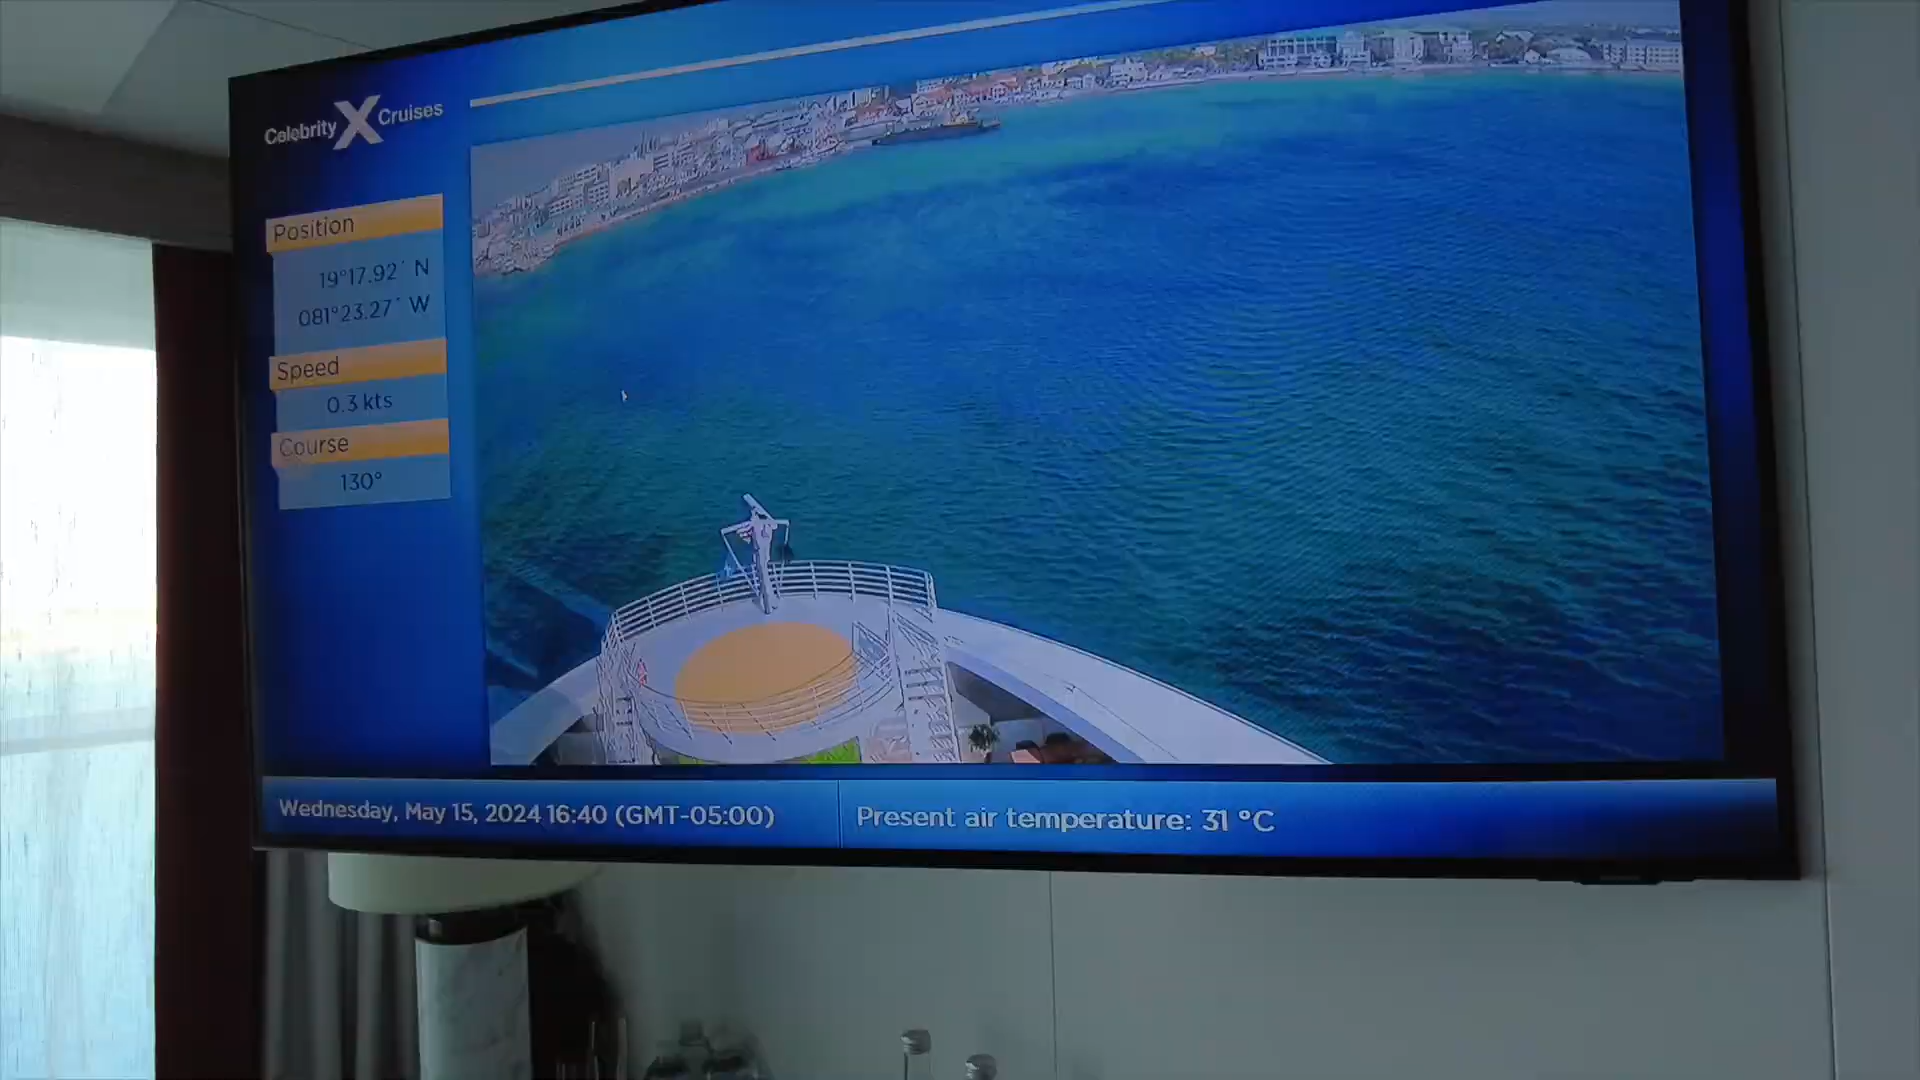 Celebrity X Cruises
Position
19°17.92' N
081°23.27' W
Speed
0.3 kts
Course
130°
Wednesday, May 15, 2024 16:40 (GMT-05:00)
Present air temperature: 31 °C